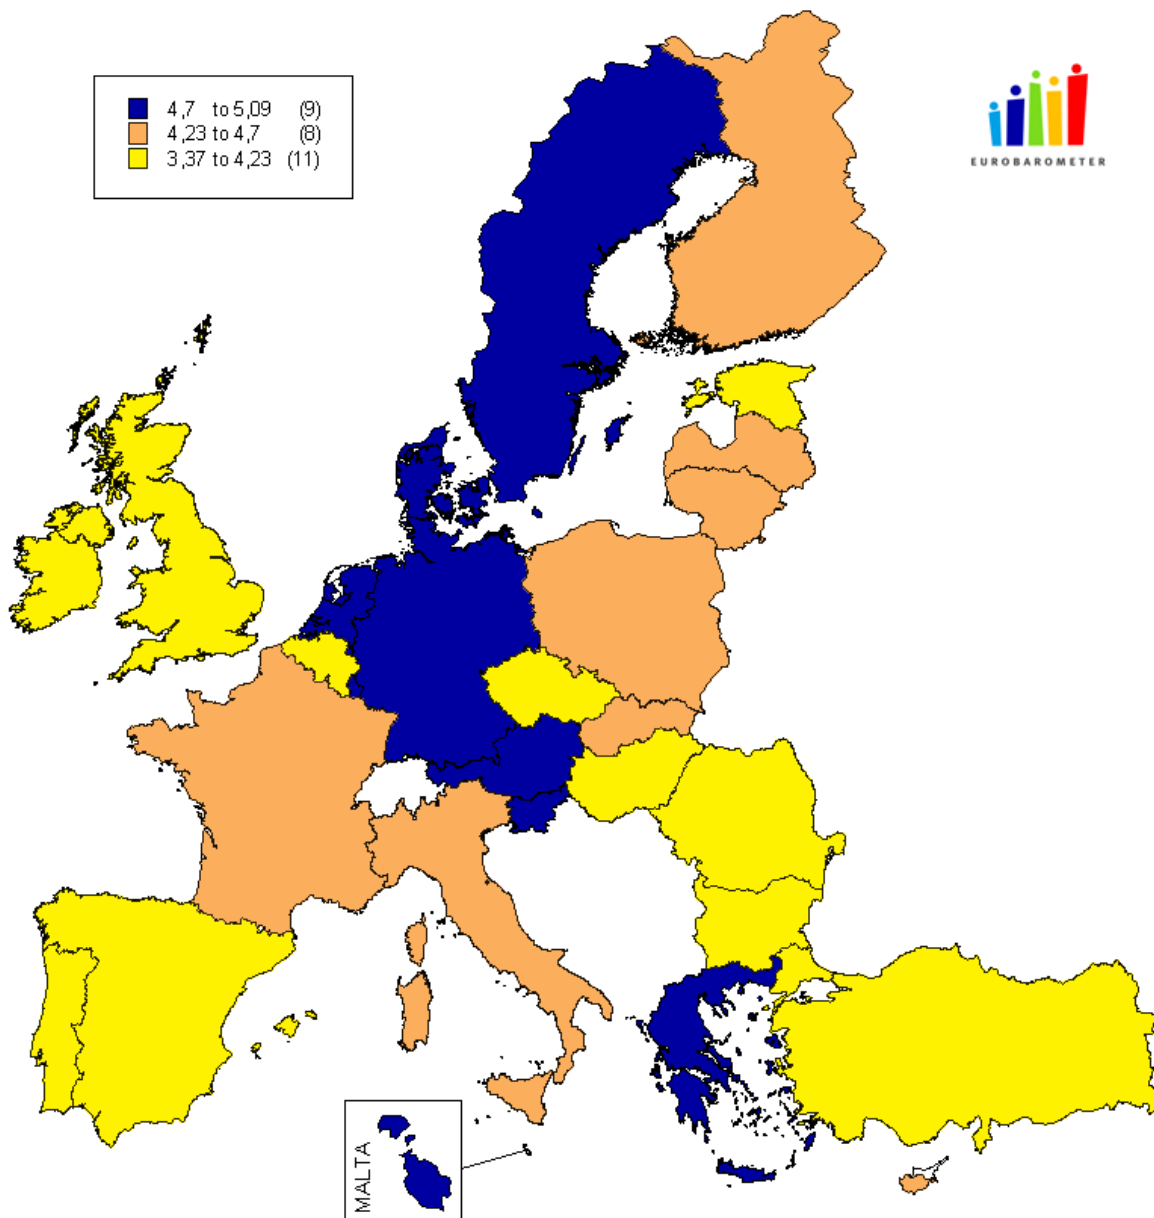 4,7 to 5,09 (9)
4,23 to 4,7 (8)
3,37 to 4,23 (11)
EUROBAROMETER
MALTA